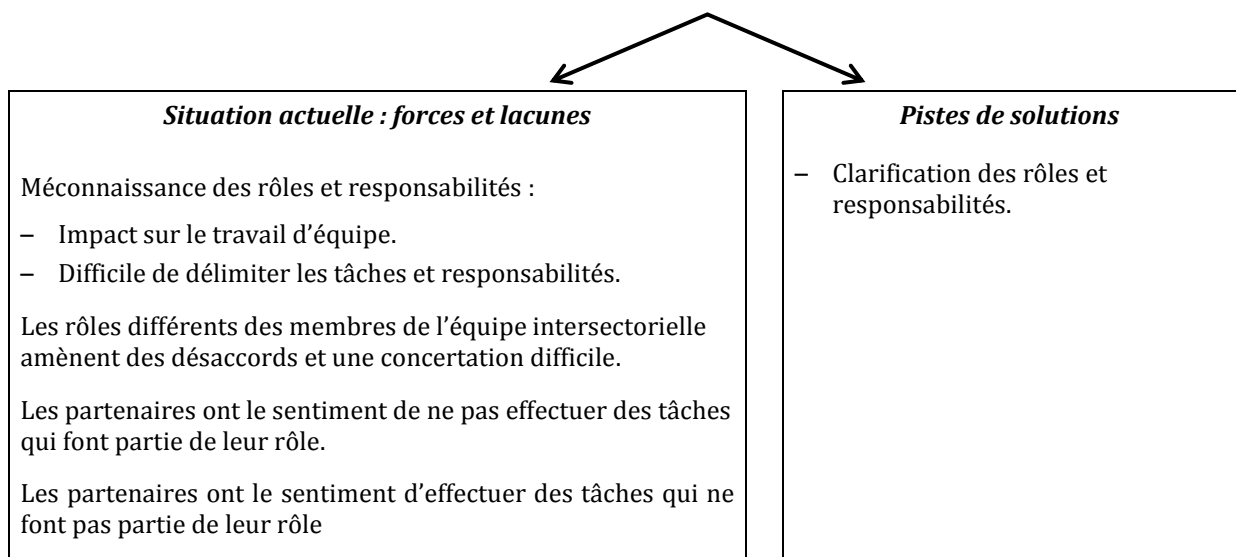 Situation actuelle : forces et lacunes
Méconnaissance des rôles et responsabilités :
– Impact sur le travail d’équipe.
– Difficile de délimiter les tâches et responsabilités.
Les rôles différents des membres de l’équipe intersectorielle
amènent des désaccords et une concertation difficile.
Les partenaires ont le sentiment de ne pas effectuer des tâches
qui font partie de leur rôle.
Les partenaires ont le sentiment d’effectuer des tâches qui ne
font pas partie de leur rôle
Pistes de solutions
– Clarification des rôles et
responsabilités.